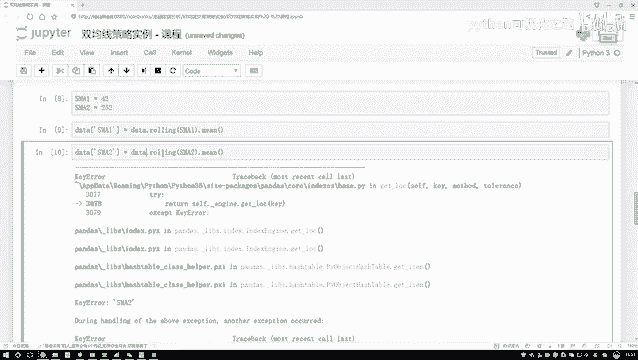 jupyter 双均线策略实例 - 课程 (unsaved changes)
File Edit View Insert Cell Kernel Widgets Help
Trusted Python 3
Code
In [8]: SMA1 = 42
SMA2 = 252
In [9]: data['SMA1'] = data.rolling(SMA1).mean()
In [10]: data['SMA2'] = data.rolling(SMA2).mean()
KeyError Traceback (most recent call last)
~\AppData\Roaming\Python\Python38\site-packages\pandas\core\indexes\base.py in get_loc(self, key, method, tolerance)
3077 try:
-> 3078 return self._engine.get_loc(key)
3079 except KeyError:
pandas\_libs\index.pyx in pandas._libs.index.IndexEngine.get_loc()
pandas\_libs\index.pyx in pandas._libs.index.IndexEngine.get_loc()
pandas\_libs\hashtable_class_helper.pxi in pandas._libs.hashtable.PyObjectHashTable.get_item()
pandas\_libs\hashtable_class_helper.pxi in pandas._libs.hashtable.PyObjectHashTable.get_item()
KeyError: 'SMA2'
During handling of the above exception, another exception occurred:
KeyError Traceback (most recent call last)